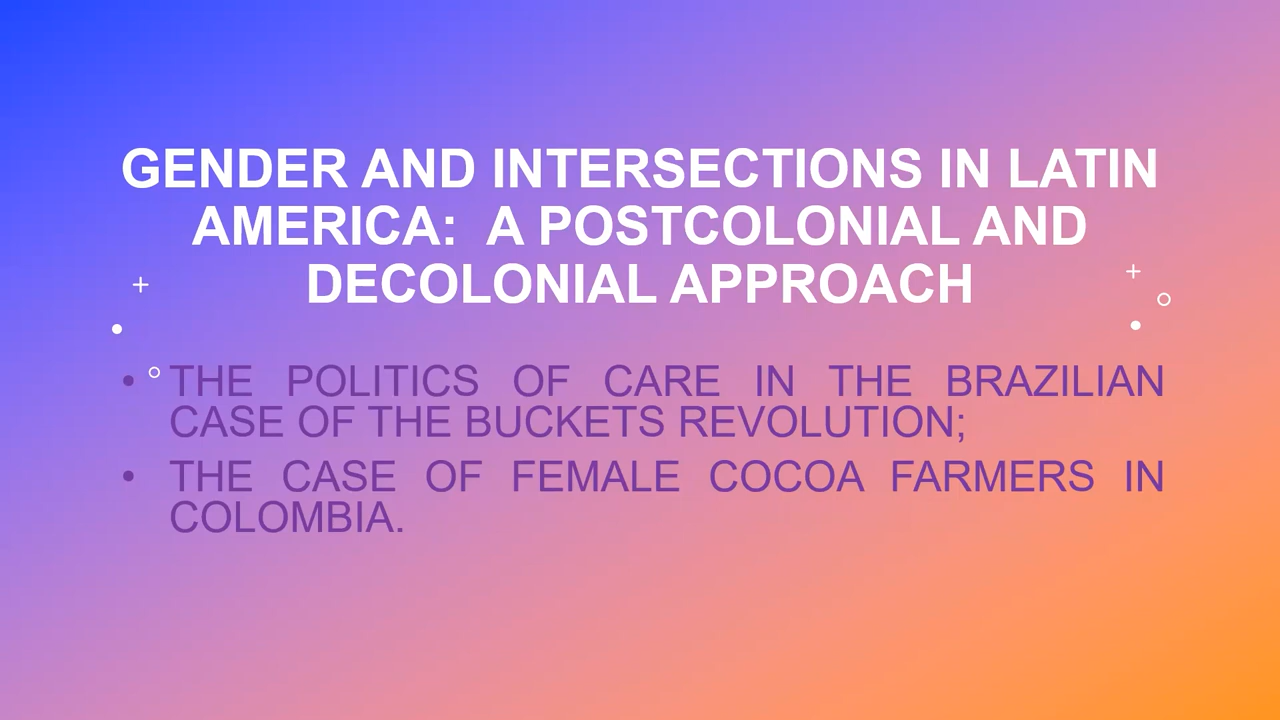 GENDER AND INTERSECTIONS IN LATIN
AMERICA:  A POSTCOLONIAL AND
DECOLONIAL APPROACH
• THE POLITICS OF CARE IN THE BRAZILIAN
CASE OF THE BUCKETS REVOLUTION;
• THE CASE OF FEMALE COCOA FARMERS IN
COLOMBIA.